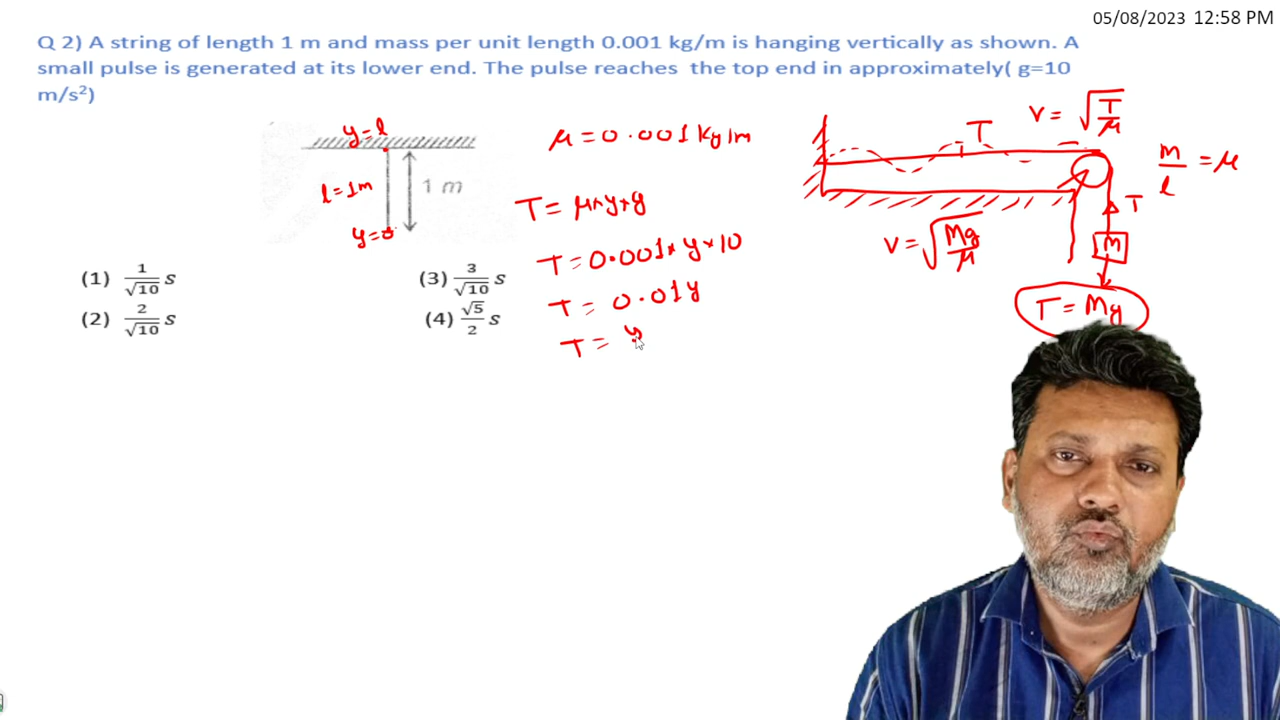 05/08/2023 12:58 PM
Q 2) A string of length 1 m and mass per unit length 0.001 kg/m is hanging vertically as shown. A
small pulse is generated at its lower end. The pulse reaches the top end in approximately( g=10
m/s²)
y=l
l=1m
1 m
y=0
μ=0.001kg/m
T= μ×y×g
T=0.001×y×10
T= 0.01y
T= y
V= √(T/μ)
T
m/l = μ
T
V= √(Mg/μ)
m
T= Mg
(1) 1/√10 s
(2) 2/√10 s
(3) 3/√10 s
(4) √5/2 s